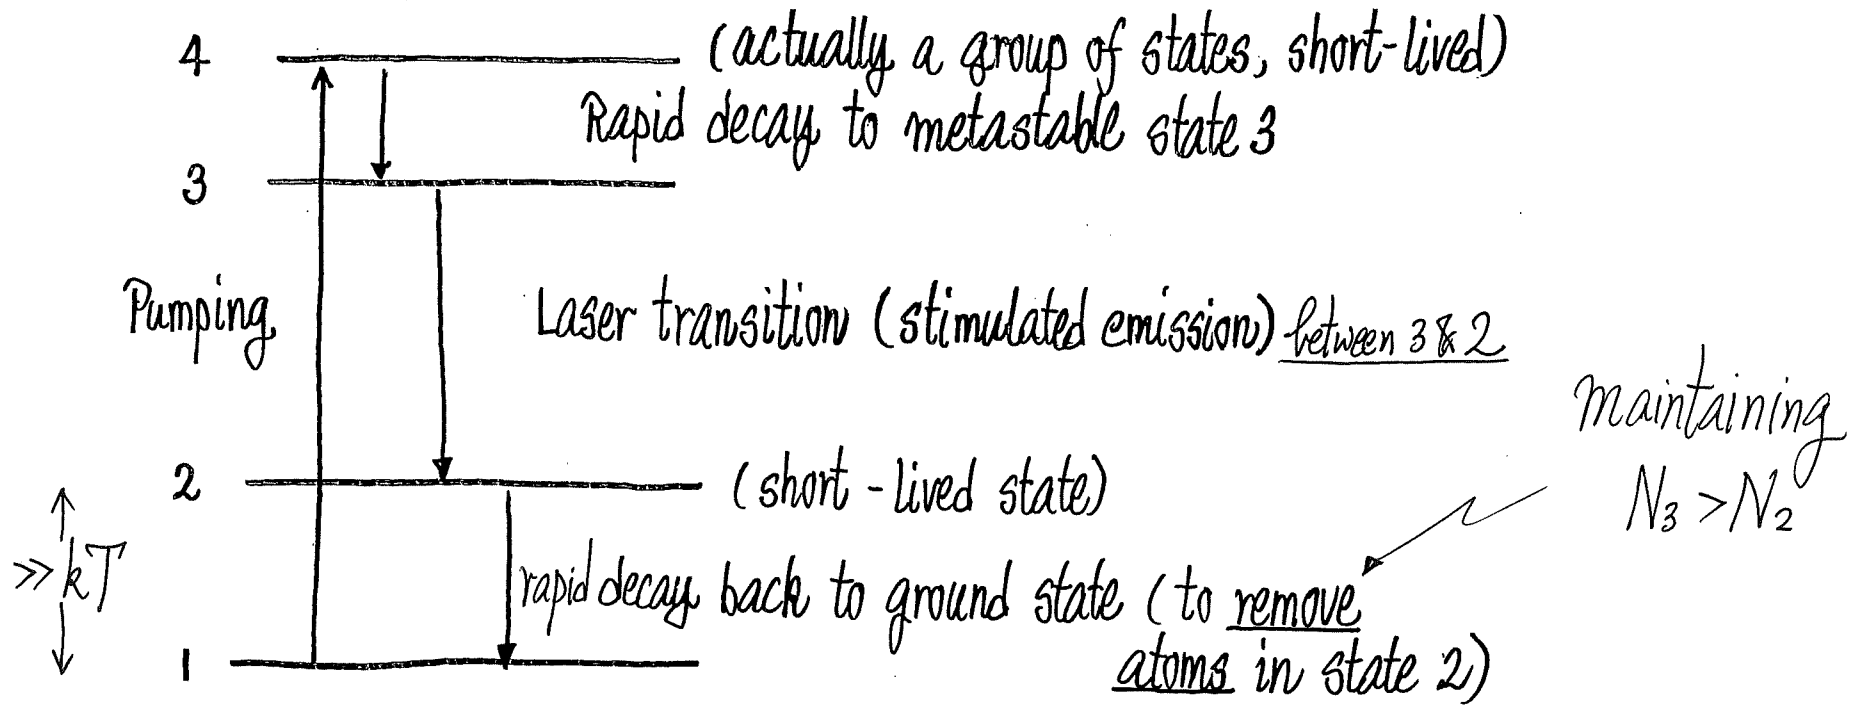 4 (actually a group of states, short-lived)
Rapid decay to metastable state 3
3
Pumping
Laser transition (stimulated emission) between 3 & 2
maintaining
N₃ > N₂
2 (short-lived state)
≫ kT
rapid decay back to ground state (to remove
1 atoms in state 2)